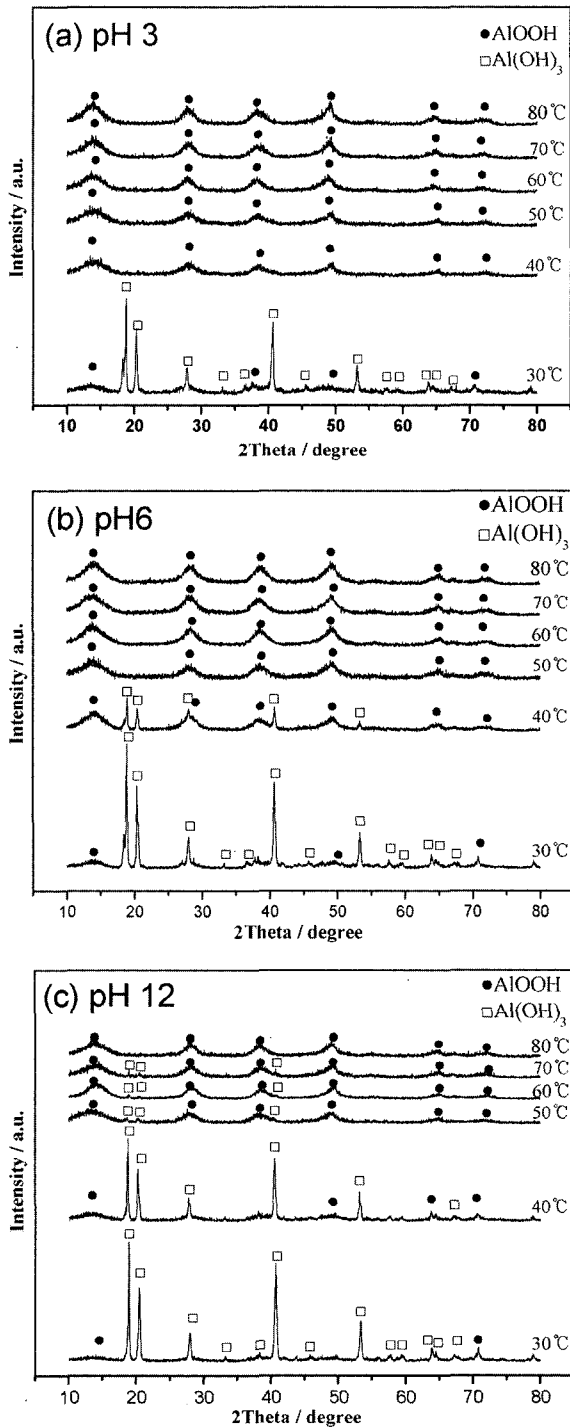 (a) pH 3
● AlOOH
□ Al(OH)₃
80℃
70℃
60℃
50℃
40℃
30℃
Intensity / a.u.
10 20 30 40 50 60 70 80
2Theta / degree
(b) pH6
● AlOOH
□ Al(OH)₃
80℃
70℃
60℃
50℃
40℃
30℃
Intensity / a.u.
10 20 30 40 50 60 70 80
2Theta / degree
(c) pH 12
● AlOOH
□ Al(OH)₃
80℃
70℃
60℃
50℃
40℃
30℃
Intensity / a.u.
10 20 30 40 50 60 70 80
2Theta / degree